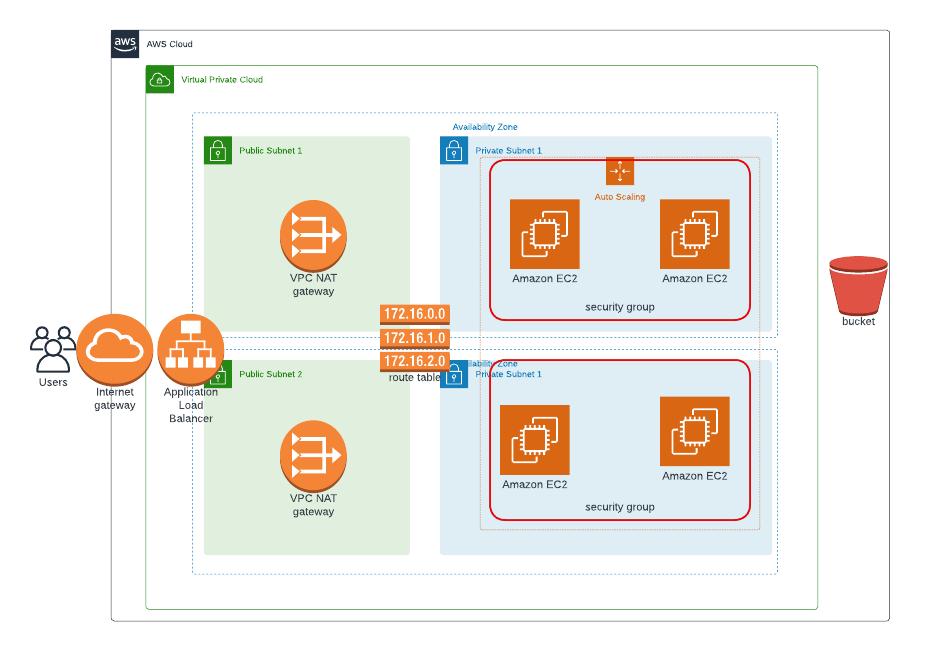 aws
AWS Cloud
Virtual Private Cloud
Availability Zone
Public Subnet 1
Private Subnet 1
Auto Scaling
VPC NAT
gateway
Amazon EC2
Amazon EC2
security group
172.16.0.0
172.16.1.0
172.16.2.0
route table
Users
Internet
gateway
Application
Load
Balancer
bucket
Availability Zone
Public Subnet 2
Private Subnet 1
VPC NAT
gateway
Amazon EC2
Amazon EC2
security group